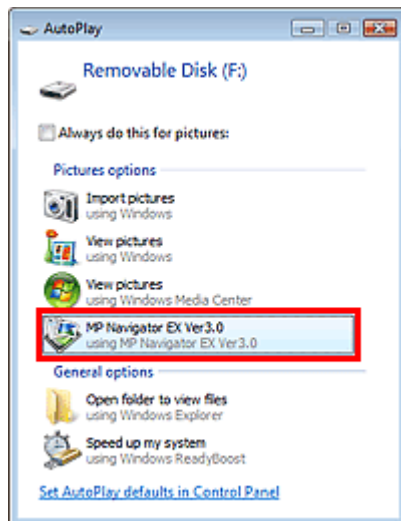 AutoPlay
Removable Disk (F:)
Always do this for pictures:
Pictures options
Import pictures
using Windows
View pictures
using Windows
View pictures
using Windows Media Center
MP Navigator EX Ver3.0
using MP Navigator EX Ver3.0
General options
Open folder to view files
using Windows Explorer
Speed up my system
using Windows ReadyBoost
Set AutoPlay defaults in Control Panel